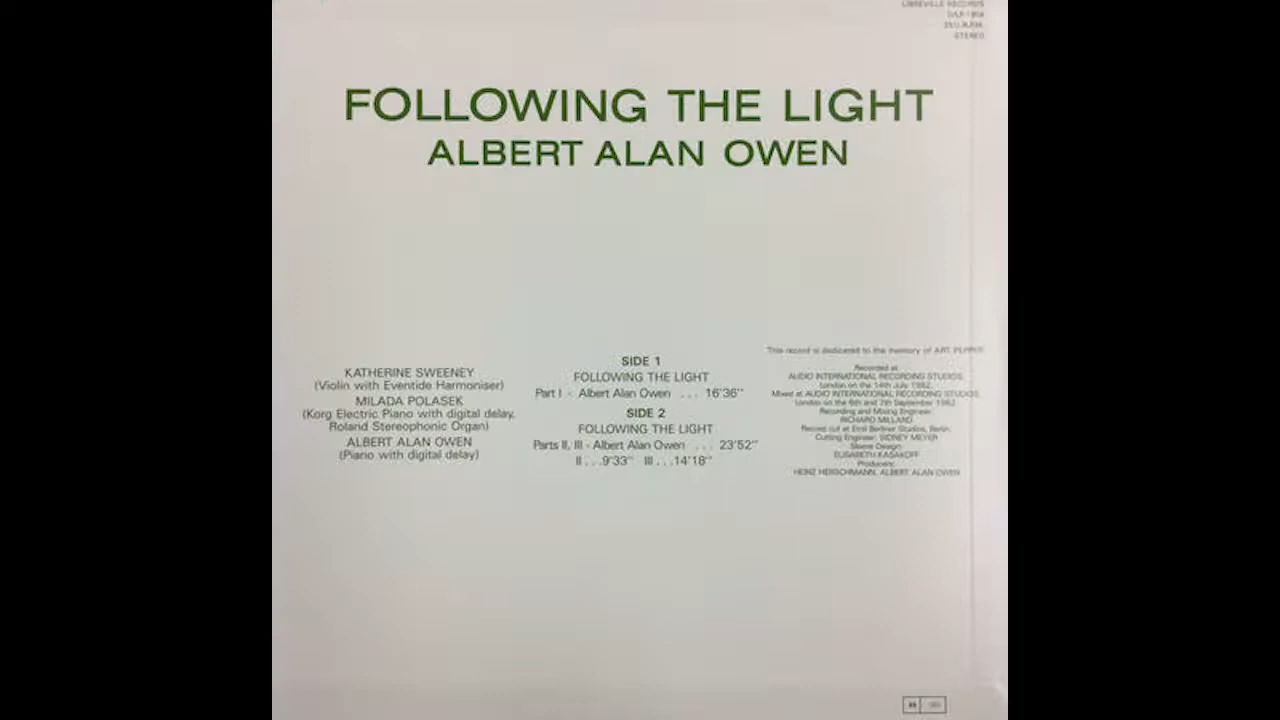 STEREO
FOLLOWING THE LIGHT
ALBERT ALAN OWEN
KATHERINE SWEENEY
(Violin with Eventide Harmoniser)
MILADA POLASEK
(Korg Electric Piano with digital delay,
Roland Stereophonic Organ)
ALBERT ALAN OWEN
(Piano with digital delay)
SIDE 1
FOLLOWING THE LIGHT
Part I - Albert Alan Owen ... 16'36''
SIDE 2
FOLLOWING THE LIGHT
Parts II, III - Albert Alan Owen ... 23'52''
II ... 9'33'' III ... 14'18''
This record is dedicated to the memory of ART PEPPER
Recorded at
AUDIO INTERNATIONAL RECORDING STUDIOS,
London on the 14th July 1982.
Mixed at AUDIO INTERNATIONAL RECORDING STUDIOS,
London on the 6th and 7th September 1982.
Recording and Mixing Engineer:
RICHARD MILLARD
Record cut at Emil Berliner Studios, Berlin.
Cutting Engineer: SIDNEY MEYER
Sleeve Design:
ELISABETH KASAKOFF
Producers:
HEINZ HERSCHMANN, ALBERT ALAN OWEN